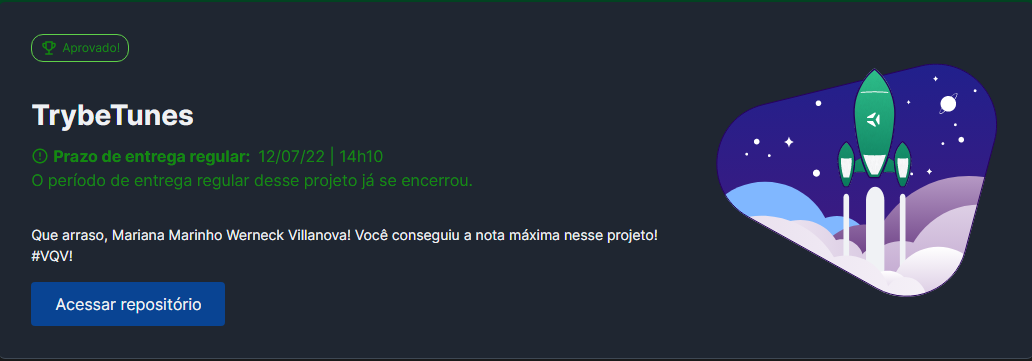 Aprovado!
TrybeTunes
Prazo de entrega regular: 12/07/22 | 14h10
O período de entrega regular desse projeto já se encerrou.
Que arraso, Mariana Marinho Werneck Villanova! Você conseguiu a nota máxima nesse projeto!
#VQV!
Acessar repositório